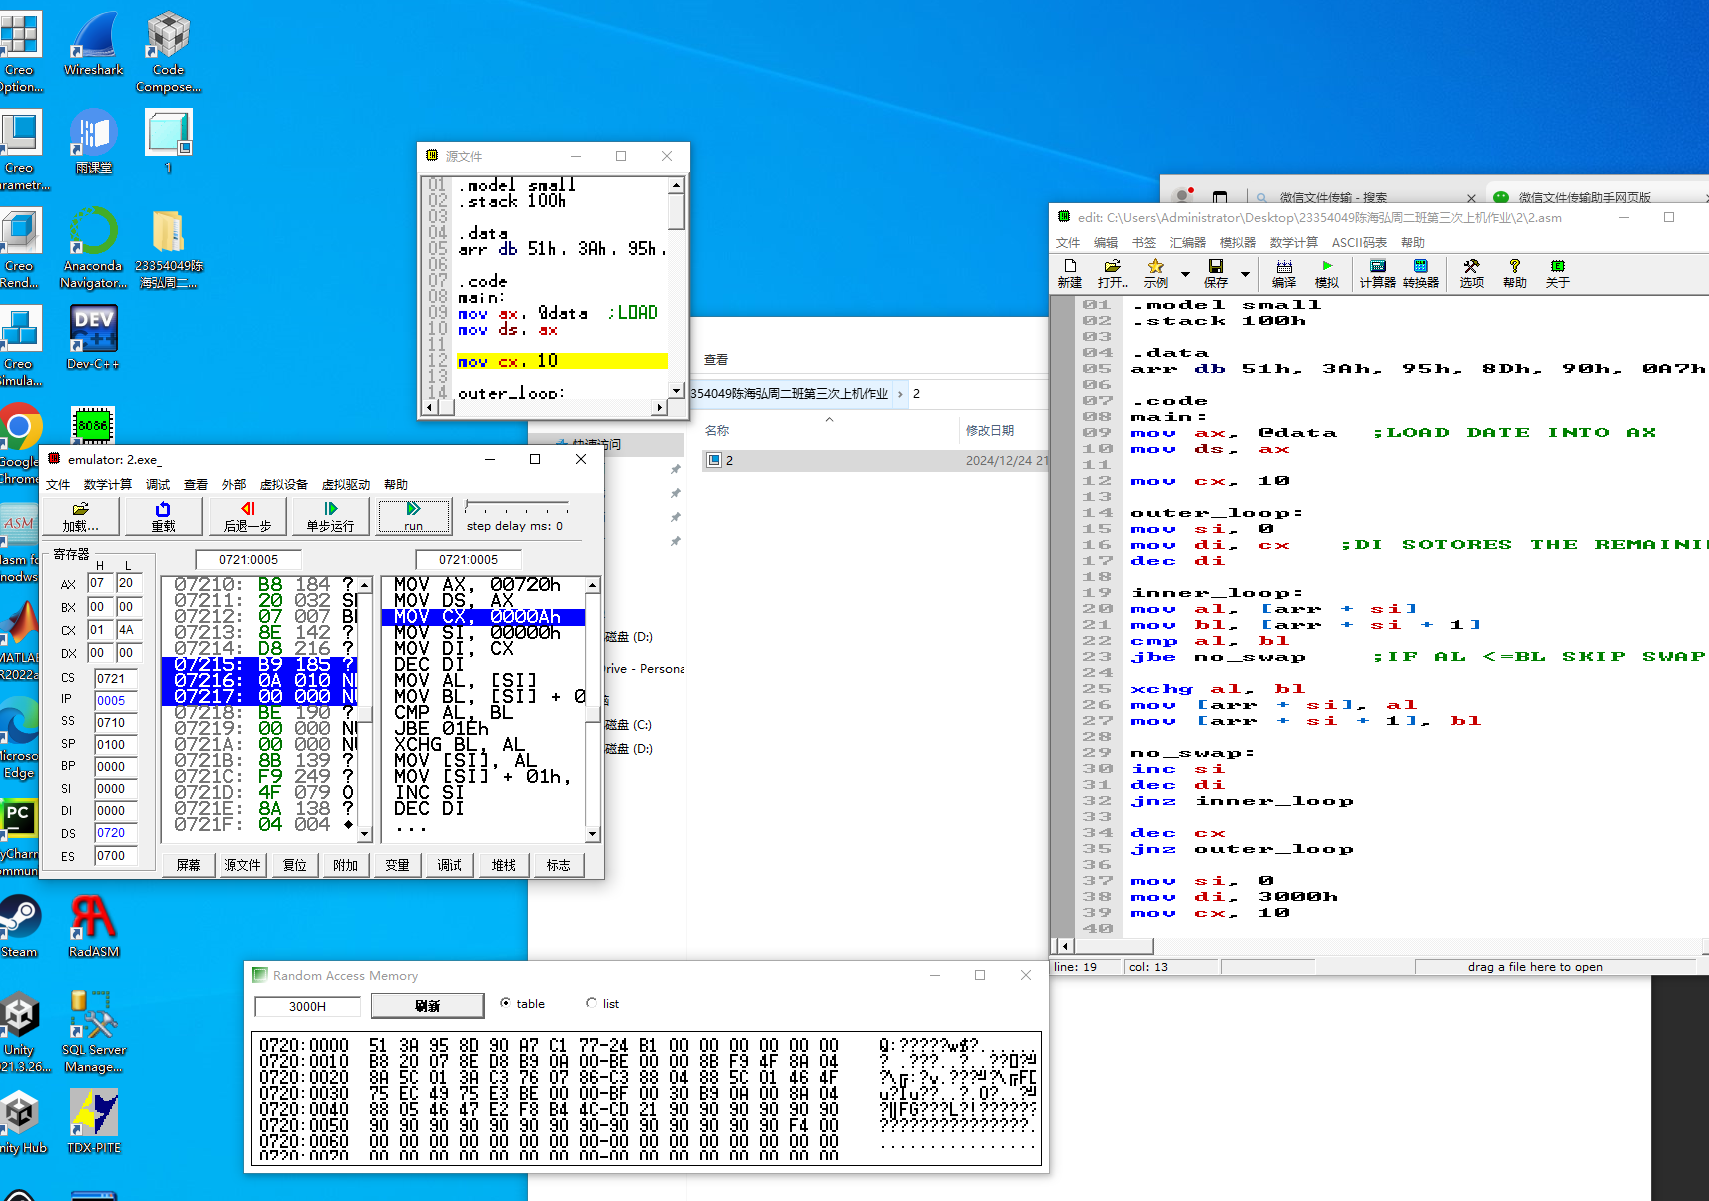 Creo
Option...
Wireshark
Code
Compose...
Creo
arametr...
雨课堂
1
Creo
Rend...
Anaconda
Navigator...
23354049陈
海弘周二...
Creo
Simula...
Dev-C++
Google
Chrome
源文件
01 .model small
02 .stack 100h
03
04 .data
05 arr db 51h, 3Ah, 95h,
06
07 .code
08 main:
09 mov ax, @data ;LOAD
10 mov ds, ax
11
12 mov cx, 10
13
14 outer_loop:
微信文件传输 - 搜索
微信文件传输助手网页版
edit: C:\Users\Administrator\Desktop\23354049陈海弘周二班第三次上机作业\2\2.asm
文件 编辑 书签 汇编器 模拟器 数学计算 ASCII码表 帮助
新建 打开.. 示例 保存 编译 模拟 计算器 转换器 选项 帮助 关于
01 .model small
02 .stack 100h
03
04 .data
05 arr db 51h, 3Ah, 95h, 8Dh, 90h, 0A7h
06
07 .code
08 main:
09 mov ax, @data ;LOAD DATE INTO AX
10 mov ds, ax
11
12 mov cx, 10
13
14 outer_loop:
15 mov si, 0
16 mov di, cx ;DI SOTORES THE REMAINI
17 dec di
18
19 inner_loop:
20 mov al, [arr + si]
21 mov bl, [arr + si + 1]
22 cmp al, bl
23 jbe no_swap ;IF AL <=BL SKIP SWAP
24
25 xchg al, bl
26 mov [arr + si], al
27 mov [arr + si + 1], bl
28
29 no_swap:
30 inc si
31 dec di
32 jnz inner_loop
33
34 dec cx
35 jnz outer_loop
36
37 mov si, 0
38 mov di, 3000h
39 mov cx, 10
40
line: 19 col: 13 drag a file here to open
查看
354049陈海弘周二班第三次上机作业 › 2
名称 修改日期
2 2024/12/24 21
快速访问
磁盘 (D:)
rive - Persona
磁盘 (C:)
磁盘 (D:)
emulator: 2.exe_
文件 数学计算 调试 查看 外部 虚拟设备 虚拟驱动 帮助
加载... 重载 后退一步 单步运行 run step delay ms: 0
寄存器
H L
0721:0005 0721:0005
AX 07 20
BX 00 00
CX 01 4A
DX 00 00
CS 0721
IP 0005
SS 0710
SP 0100
BP 0000
SI 0000
DI 0000
DS 0720
ES 0700
07210: B8 184 ?
07211: 20 032
07212: 07 007
07213: 8E 142 ?
07214: D8 216 ?
07215: B9 185 ?
07216: 0A 010
07217: 00 000
07218: BE 190 ?
07219: 00 000
0721A: 00 000
0721B: 8B 139 ?
0721C: F9 249 ?
0721D: 4F 079 O
0721E: 8A 138 ?
0721F: 04 004 ♦
MOV AX, 00720h
MOV DS, AX
MOV CX, 0000Ah
MOV SI, 00000h
MOV DI, CX
DEC DI
MOV AL, [SI]
MOV BL, [SI] + 0
CMP AL, BL
JBE 01Eh
XCHG BL, AL
MOV [SI], AL
MOV [SI] + 01h,
INC SI
DEC DI
...
屏幕 源文件 复位 附加 变量 调试 堆栈 标志
ASM
MATLAB
R2022a
Microso
Edge
PC
Steam
RadASM
Unity
SQL Server
Manage...
nity Hub
TDX-PITE
Random Access Memory
3000H 刷新 table list
0720:0000 51 3A 95 8D 90 A7 C1 77-24 B1 00 00 00 00 00 00
0720:0010 B8 20 07 8E D8 B9 0A 00-BE 00 00 8B F9 4F 8A 04
0720:0020 8A 5C 01 3A C3 76 07 86-C3 88 04 88 5C 01 46 4F
0720:0030 75 EC 49 75 E3 BE 00 00-BF 00 30 B9 0A 00 8A 04
0720:0040 88 05 46 47 E2 F8 B4 4C-CD 21 90 90 90 90 90 90
0720:0050 90 90 90 90 90 90 90 90-90 90 90 90 90 90 F4 00
0720:0060 00 00 00 00 00 00 00 00-00 00 00 00 00 00 00 00
0720:0070 00 00 00 00 00 00 00 00-00 00 00 00 00 00 00 00